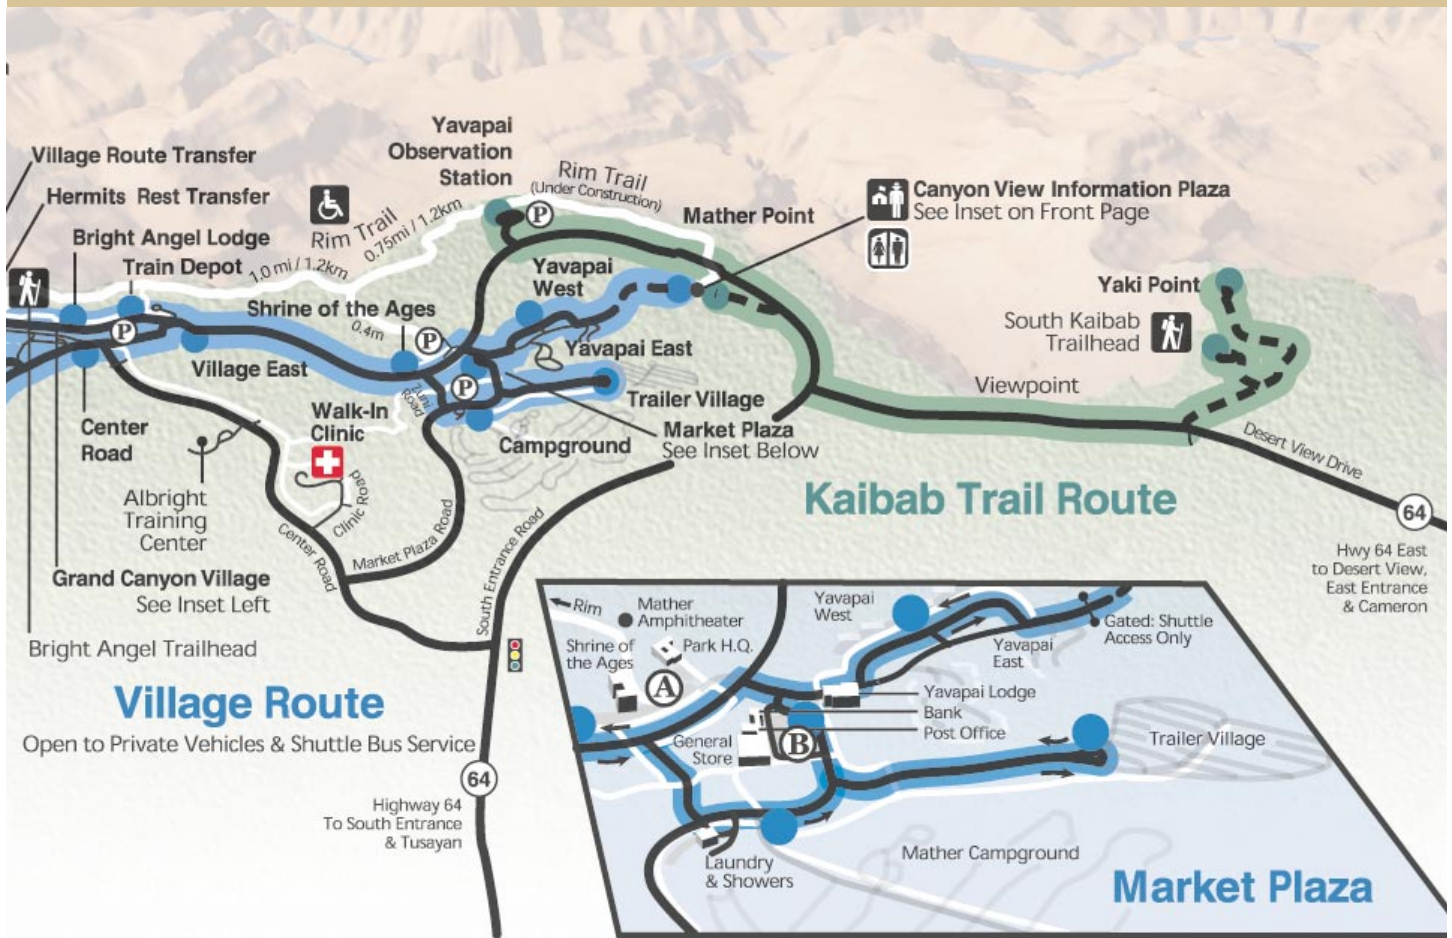 Yavapai
Observation
Station
Village Route Transfer
Hermits Rest Transfer
Rim Trail
0.75mi / 1.2km
Rim Trail
(Under Construction)
Mather Point
Canyon View Information Plaza
See Inset on Front Page
Bright Angel Lodge
Train Depot
1.0 mi / 1.2km
P
Yavapai
West
Yaki Point
South Kaibab
Trailhead
Shrine of the Ages
0.4m
P
P
Village East
Yavapai East
Viewpoint
P
Zuni
Road
Trailer Village
Walk-In
Clinic
Center
Road
Campground
Market Plaza
See Inset Below
Desert View Drive
Kaibab Trail Route
64
Albright
Training
Center
Clinic Road
Center Road
Market Plaza Road
South Entrance Road
Hwy 64 East
to Desert View,
East Entrance
& Cameron
Grand Canyon Village
See Inset Left
Bright Angel Trailhead
Village Route
Open to Private Vehicles & Shuttle Bus Service
64
Highway 64
To South Entrance
& Tusayan
Rim
Mather
Amphitheater
Yavapai
West
Gated: Shuttle
Access Only
Shrine of
the Ages
Park H.Q.
Yavapai
East
A
Yavapai Lodge
Bank
Post Office
General
Store
B
Trailer Village
Mather Campground
Laundry
& Showers
Market Plaza